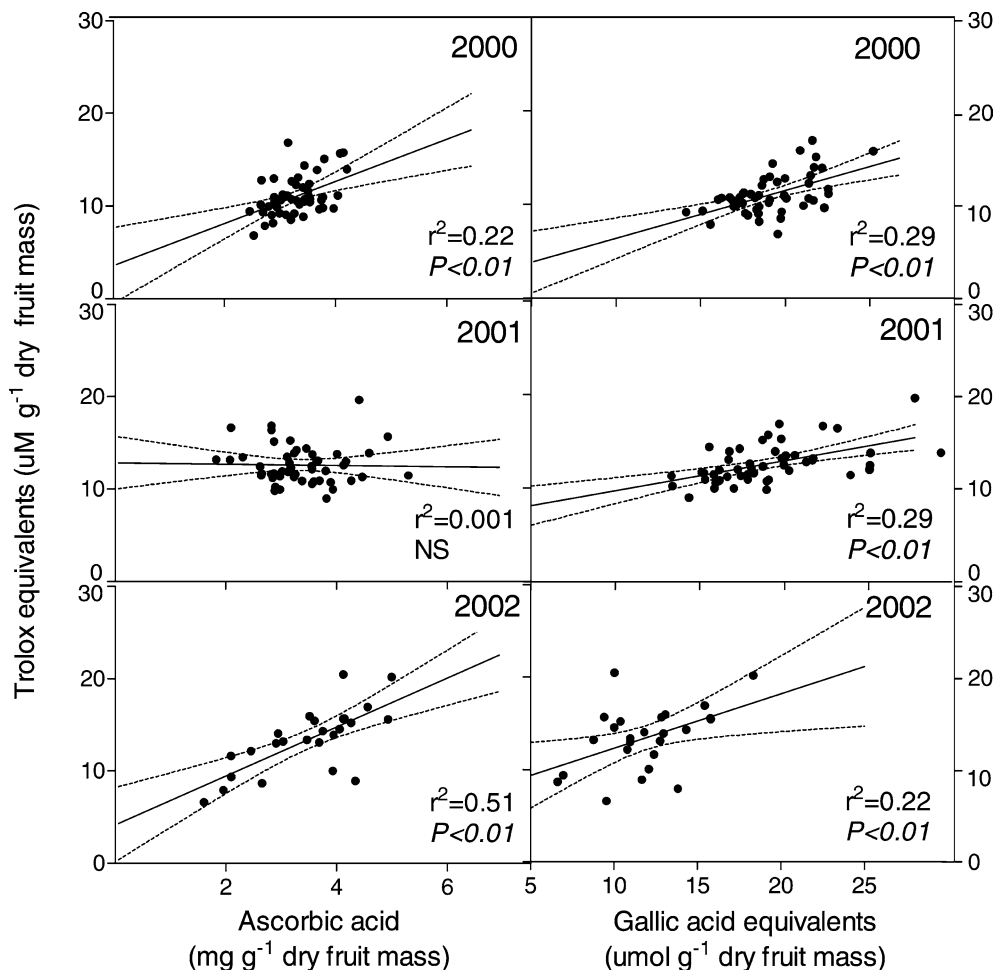 30
2000
20
10
r²=0.22
P<0.01
0
2000
30
20
10
r²=0.29
P<0.01
0
30
2001
20
10
r²=0.001
NS
0
2001
30
20
10
r²=0.29
P<0.01
0
30
2002
20
10
r²=0.51
P<0.01
0
2002
30
20
10
r²=0.22
P<0.01
0
Trolox equivalents (uM g⁻¹ dry fruit mass)
2 4 6
5 10 15 20 25
Ascorbic acid
(mg g⁻¹ dry fruit mass)
Gallic acid equivalents
(umol g⁻¹ dry fruit mass)